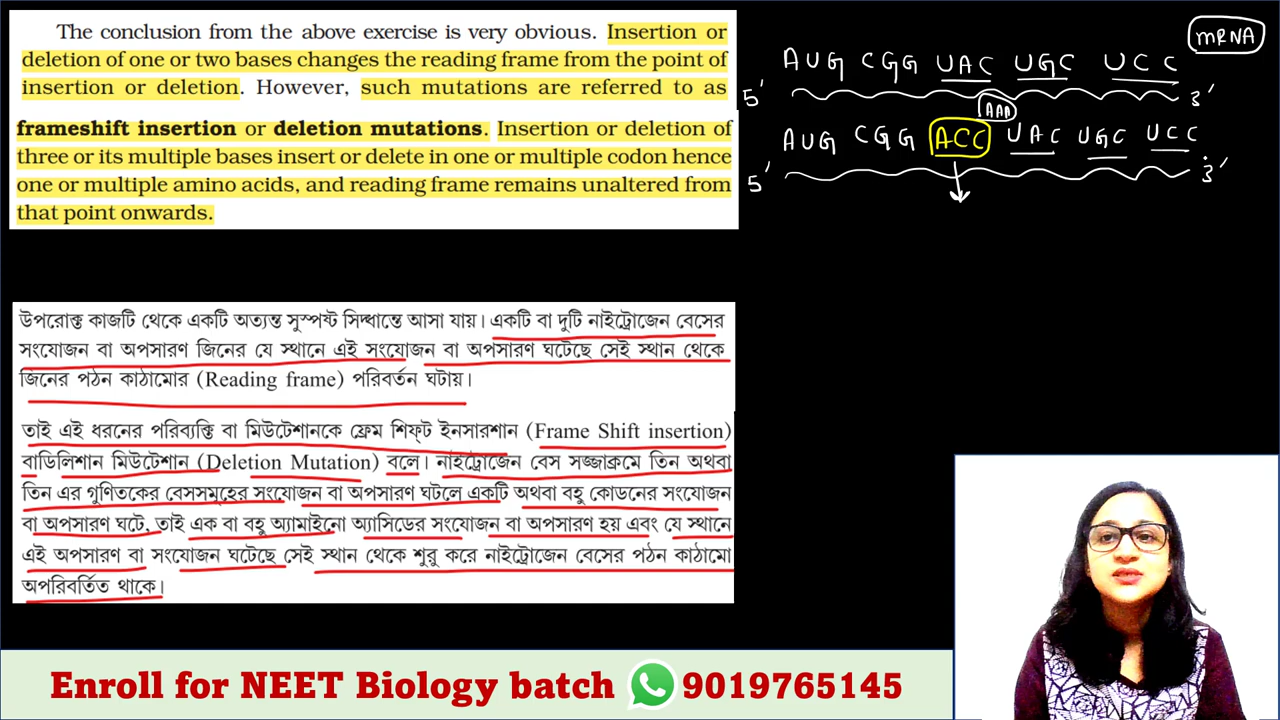 The conclusion from the above exercise is very obvious. Insertion or
deletion of one or two bases changes the reading frame from the point of
insertion or deletion. However, such mutations are referred to as
frameshift insertion or deletion mutations. Insertion or deletion of
three or its multiple bases insert or delete in one or multiple codon hence
one or multiple amino acids, and reading frame remains unaltered from
that point onwards.
mRNA
AUG CGG UAC UGC UCC
5' 3'
AAA
AUG CGG ACC UAC UGC UCC
5' 3'
উপরোক্ত কাজটি থেকে একটি অত্যন্ত সুস্পষ্ট সিদ্ধান্তে আসা যায়। একটি বা দুটি নাইট্রোজেন বেসের
সংযোজন বা অপসারণ জিনের যে স্থানে এই সংযোজন বা অপসারণ ঘটেছে সেই স্থান থেকে
জিনের পঠন কাঠামোর (Reading frame) পরিবর্তন ঘটায়।
তাই এই ধরনের পরিব্যক্তি বা মিউটেশানকে ফ্রেম শিফ্‌ট ইনসারশান (Frame Shift insertion)
বাডিলিশান মিউটেশান (Deletion Mutation) বলে। নাইট্রোজেন বেস সজ্জাক্রমে তিন অথবা
তিন এর গুণিতকের বেসসমূহের সংযোজন বা অপসারণ ঘটলে একটি অথবা বহু কোডনের সংযোজন
বা অপসারণ ঘটে, তাই এক বা বহু অ্যামাইনো অ্যাসিডের সংযোজন বা অপসারণ হয় এবং যে স্থানে
এই অপসারণ বা সংযোজন ঘটেছে সেই স্থান থেকে শুরু করে নাইট্রোজেন বেসের পঠন কাঠামো
অপরিবর্তিত থাকে।
Enroll for NEET Biology batch 9019765145